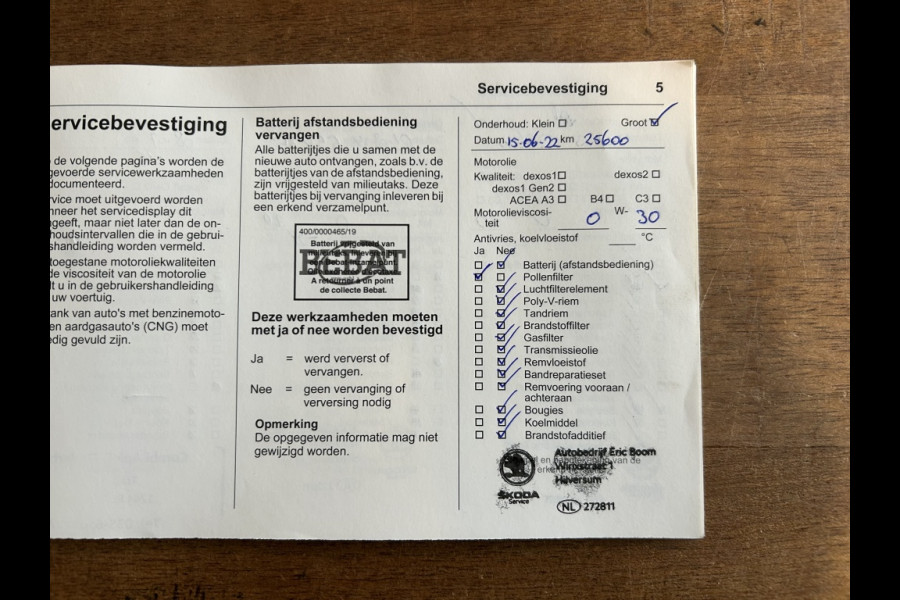 Servicebevestiging 5
ervicebevestiging
de volgende pagina's worden de
gevoerde servicewerkzaamheden
documenteerd.
vice moet uitgevoerd worden
nneer het servicedisplay dit
geeft, maar niet later dan de on-
houdsintervallen die in de gebrui-
shandleiding worden vermeld.
toegestane motoroliekwaliteiten
de viscositeit van de motorolie
t u in de gebruikershandleiding
uw voertuig.
ank van auto's met benzinemoto-
en aardgasauto's (CNG) moet
edig gevuld zijn.
Batterij afstandsbediening
vervangen
Alle batterijtjes die u samen met de
nieuwe auto ontvangen, zoals b.v. de
batterijtjes van de afstandsbediening,
zijn vrijgesteld van milieutaks. Deze
batterijtjes bij vervanging inleveren bij
een erkend verzamelpunt.
400/0000465/19
BEBAT
A retourner à un point
de collecte Bebat.
Deze werkzaamheden moeten
met ja of nee worden bevestigd
Ja = werd ververst of
vervangen.
Nee = geen vervanging of
verversing nodig
Opmerking
De opgegeven informatie mag niet
gewijzigd worden.
Onderhoud: Klein Groot
Datum 15-06-22 km 25600
Motorolie
Kwaliteit: dexos1 dexos2
dexos1 Gen2
ACEA A3 B4 C3
Motorolieviscosi-
teit 0 W- 30
Antivries, koelvloeistof °C
Ja Nee
Batterij (afstandsbediening)
Pollenfilter
Luchtfilterelement
Poly-V-riem
Tandriem
Brandstoffilter
Gasfilter
Transmissieolie
Remvloeistof
Bandreparatieset
Remvoering vooraan /
achteraan
Bougies
Koelmiddel
Brandstofadditief
Autobedrijf Eric Boom
Winxstraat 1
Hilversum
ŠKODA
Service
NL 272811